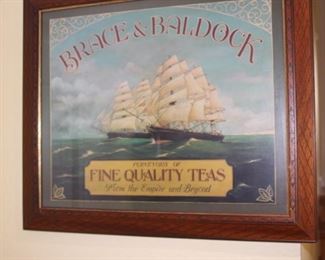 BRACE & BALDOCK
PURVEYORS OF
FINE QUALITY TEAS
From the Empire and Beyond